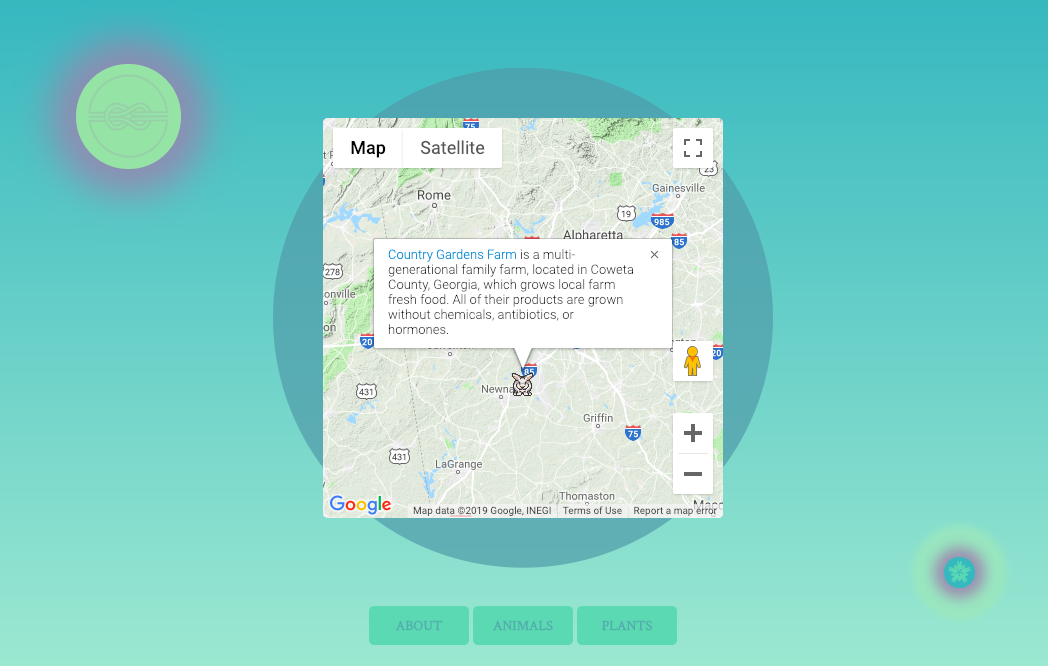 75
Map Satellite
23
Rome
Gainesville
19
985
Alpharetta
85
Country Gardens Farm is a multi-
generational family farm, located in Coweta
County, Georgia, which grows local farm
fresh food. All of their products are grown
without chemicals, antibiotics, or
hormones.
278
onville
on
20
20
85
431
Newna
Griffin
75
431
LaGrange
Thomaston
Google
Map data ©2019 Google, INEGI Terms of Use Report a map error
ABOUT ANIMALS PLANTS